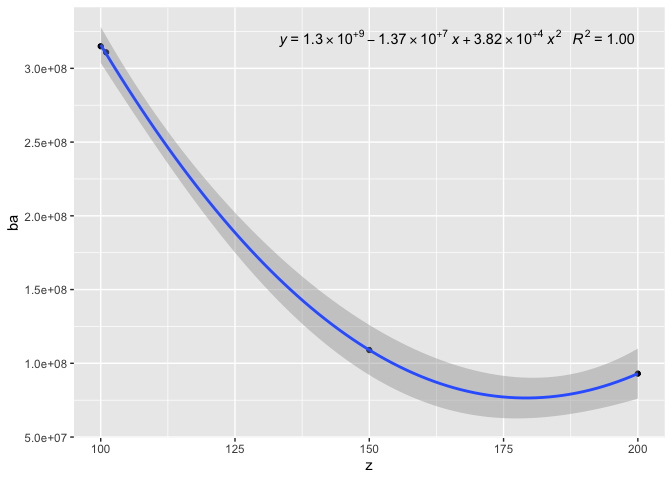 y = 1.3 × 10⁺⁹ – 1.37 × 10⁺⁷ x + 3.82 × 10⁺⁴ x² R² = 1.00
3.0e+08
2.5e+08
2.0e+08
1.5e+08
1.0e+08
5.0e+07
ba
100 125 150 175 200
z